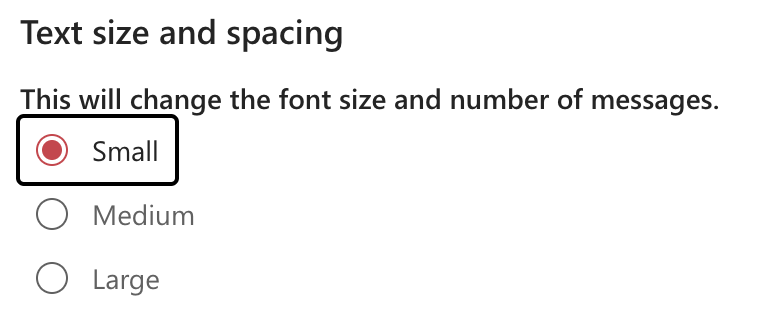 Text size and spacing
This will change the font size and number of messages.
Small
Medium
Large